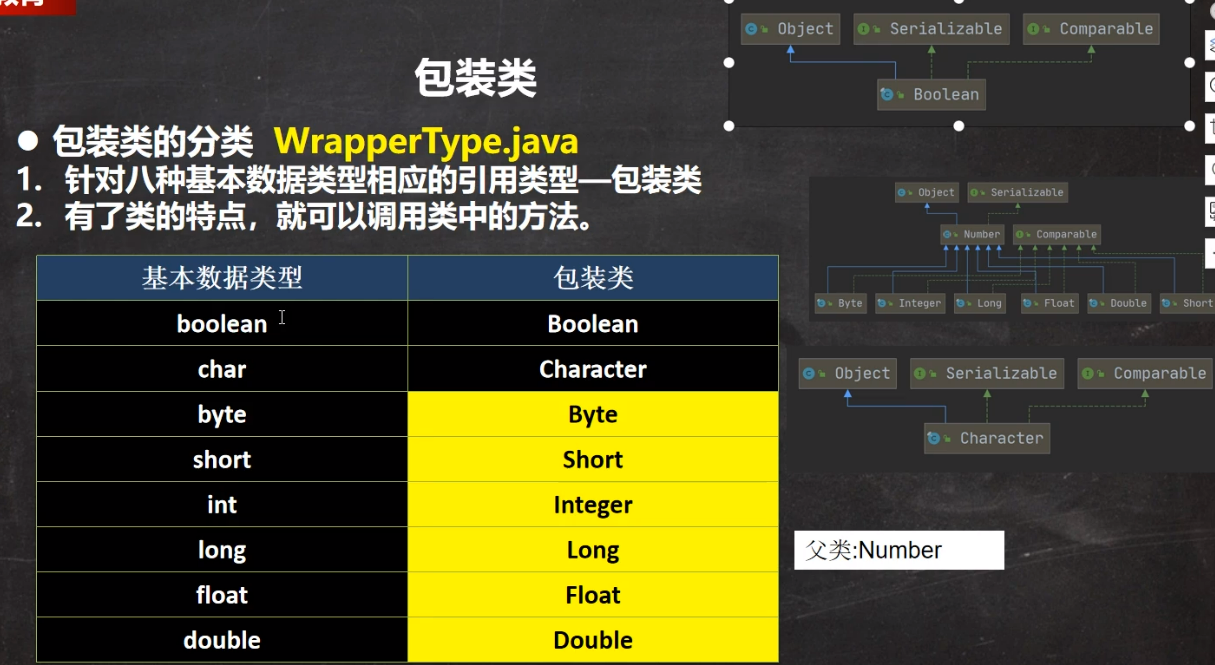 教育
包装类
● 包装类的分类 WrapperType.java
1. 针对八种基本数据类型相应的引用类型—包装类
2. 有了类的特点，就可以调用类中的方法。
基本数据类型 包装类
boolean Boolean
char Character
byte Byte
short Short
int Integer
long Long
float Float
double Double
Object Serializable Comparable
Boolean
Object Serializable
Number Comparable
Byte Integer Long Float Double Short
Object Serializable Comparable
Character
父类:Number